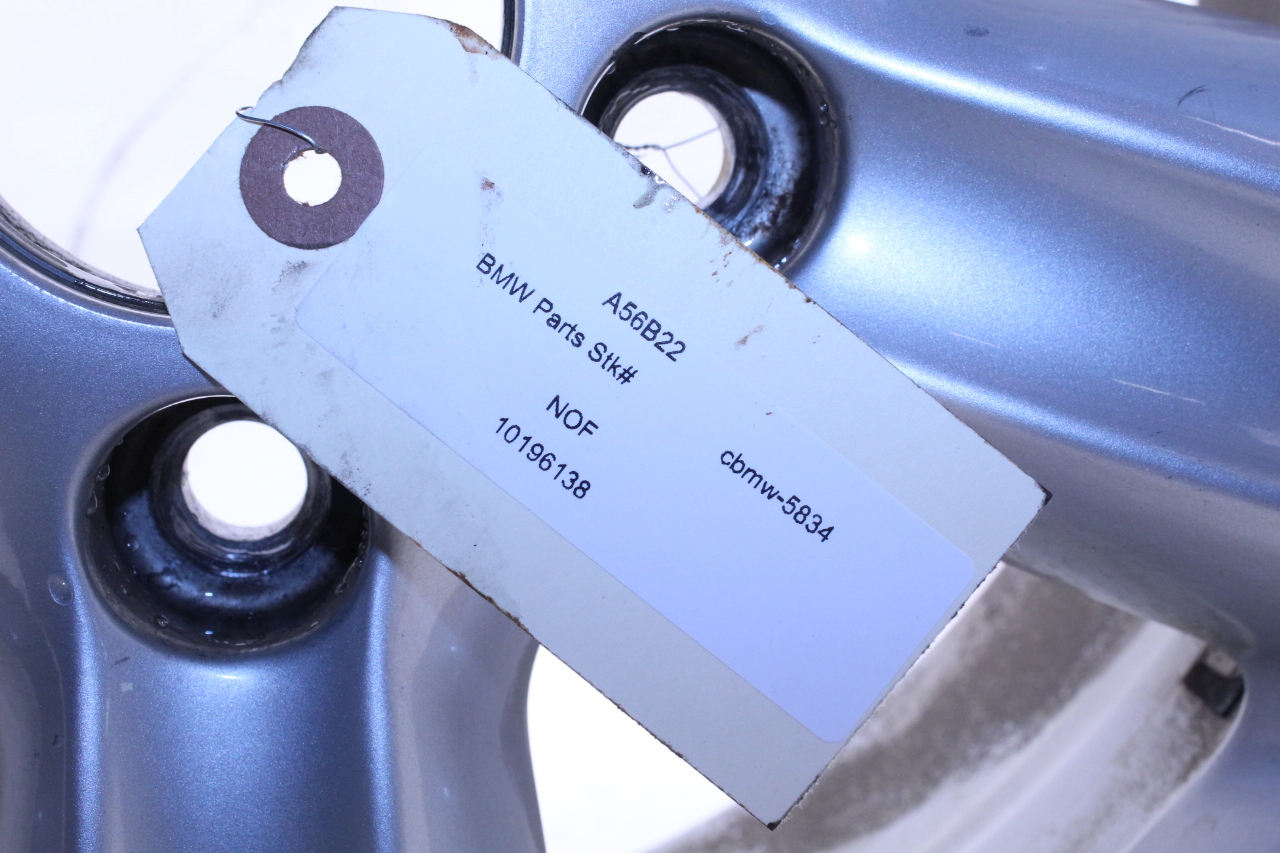 A56B22
BMW Parts Stk#
NOF
10196138
cbmw-5834